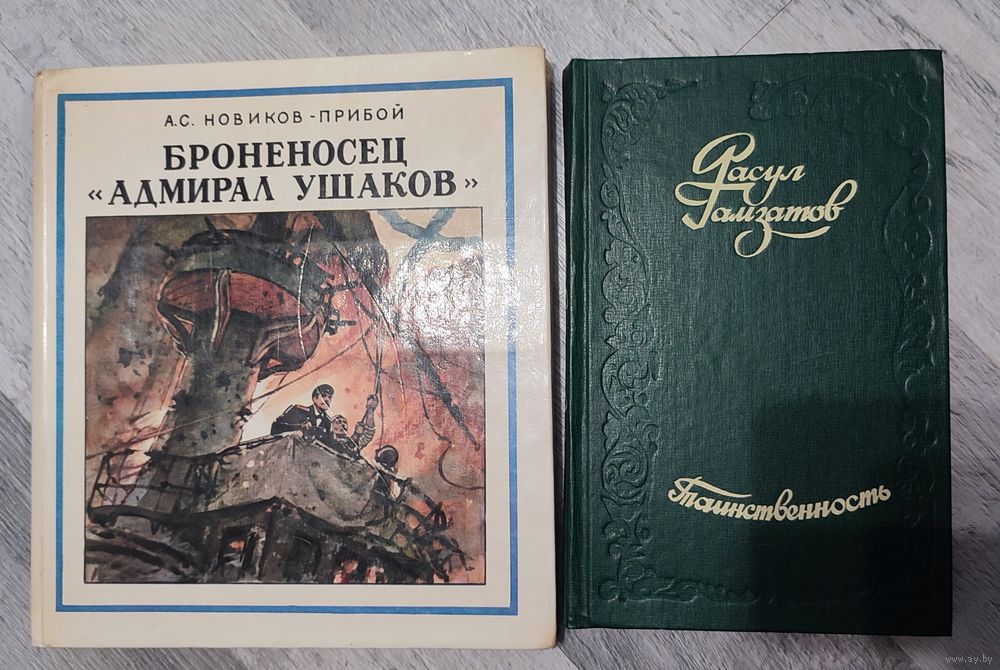 А.С. НОВИКОВ-ПРИБОЙ
БРОНЕНОСЕЦ
«АДМИРАЛ УШАКОВ»
Расул
Гамзатов
Таинственность
www.ay.by